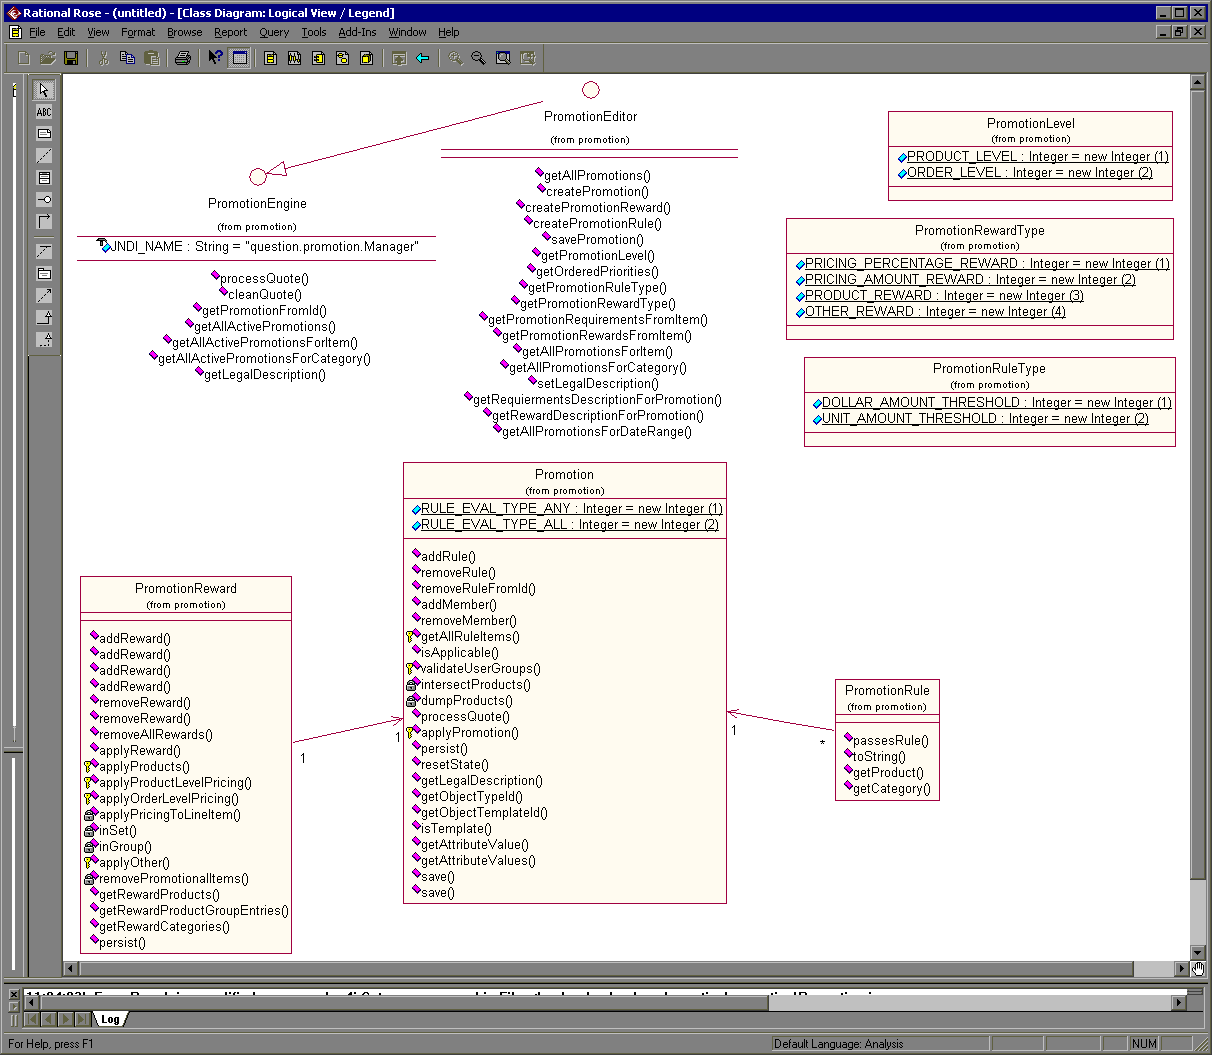 Rational Rose - (untitled) - [Class Diagram: Logical View / Legend]
File Edit View Format Browse Report Query Tools Add-Ins Window Help
ABC
PromotionEditor
(from promotion)
getAllPromotions()
createPromotion()
createPromotionReward()
createPromotionRule()
savePromotion()
getPromotionLevel()
getOrderedPriorities()
getPromotionRuleType()
getPromotionRewardType()
getPromotionRequirementsFromItem()
getPromotionRewardsFromItem()
getAllPromotionsForItem()
getAllPromotionsForCategory()
setLegalDescription()
getRequiermentsDescriptionForPromotion()
getRewardDescriptionForPromotion()
getAllPromotionsForDateRange()
PromotionEngine
(from promotion)
JNDI_NAME : String = "question.promotion.Manager"
processQuote()
cleanQuote()
getPromotionFromId()
getAllActivePromotions()
getAllActivePromotionsForItem()
getAllActivePromotionsForCategory()
getLegalDescription()
PromotionLevel
(from promotion)
PRODUCT_LEVEL : Integer = new Integer (1)
ORDER_LEVEL : Integer = new Integer (2)
PromotionRewardType
(from promotion)
PRICING_PERCENTAGE_REWARD : Integer = new Integer (1)
PRICING_AMOUNT_REWARD : Integer = new Integer (2)
PRODUCT_REWARD : Integer = new Integer (3)
OTHER_REWARD : Integer = new Integer (4)
PromotionRuleType
(from promotion)
DOLLAR_AMOUNT_THRESHOLD : Integer = new Integer (1)
UNIT_AMOUNT_THRESHOLD : Integer = new Integer (2)
Promotion
(from promotion)
RULE_EVAL_TYPE_ANY : Integer = new Integer (1)
RULE_EVAL_TYPE_ALL : Integer = new Integer (2)
addRule()
removeRule()
removeRuleFromId()
addMember()
removeMember()
getAllRuleItems()
isApplicable()
validateUserGroups()
intersectProducts()
dumpProducts()
processQuote()
applyPromotion()
persist()
resetState()
getLegalDescription()
getObjectTypeId()
getObjectTemplateId()
isTemplate()
getAttributeValue()
getAttributeValues()
save()
save()
PromotionReward
(from promotion)
addReward()
addReward()
addReward()
addReward()
removeReward()
removeReward()
removeAllRewards()
applyReward()
applyProducts()
applyProductLevelPricing()
applyOrderLevelPricing()
applyPricingToLineItem()
inSet()
inGroup()
applyOther()
removePromotionalItems()
getRewardProducts()
getRewardProductGroupEntries()
getRewardCategories()
persist()
1
1
1
*
PromotionRule
(from promotion)
passesRule()
toString()
getProduct()
getCategory()
Log
For Help, press F1
Default Language: Analysis
NUM